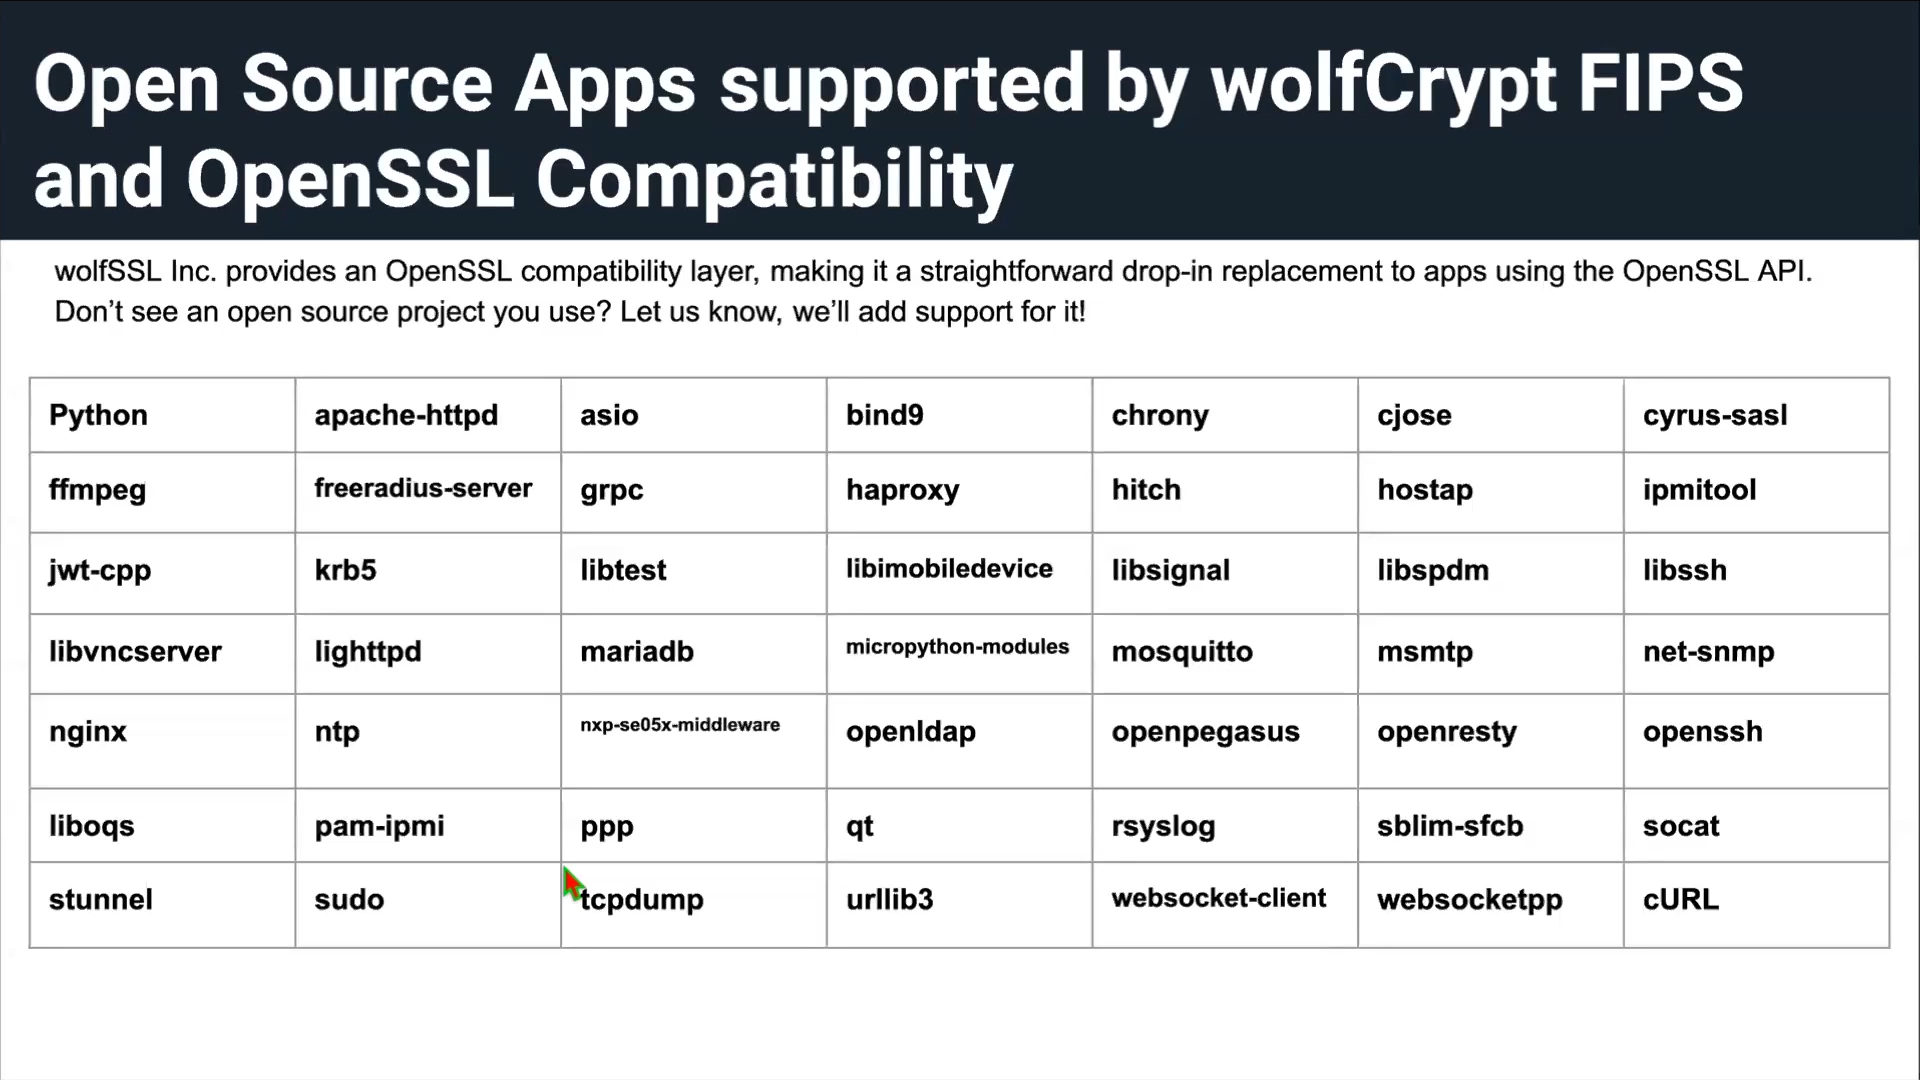 Open Source Apps supported by wolfCrypt FIPS
and OpenSSL Compatibility
wolfSSL Inc. provides an OpenSSL compatibility layer, making it a straightforward drop-in replacement to apps using the OpenSSL API.
Don’t see an open source project you use? Let us know, we’ll add support for it!
Python apache-httpd asio bind9 chrony cjose cyrus-sasl
ffmpeg freeradius-server grpc haproxy hitch hostap ipmitool
jwt-cpp krb5 libtest libimobiledevice libsignal libspdm libssh
libvncserver lighttpd mariadb micropython-modules mosquitto msmtp net-snmp
nginx ntp nxp-se05x-middleware openldap openpegasus openresty openssh
liboqs pam-ipmi ppp qt rsyslog sblim-sfcb socat
stunnel sudo tcpdump urllib3 websocket-client websocketpp cURL